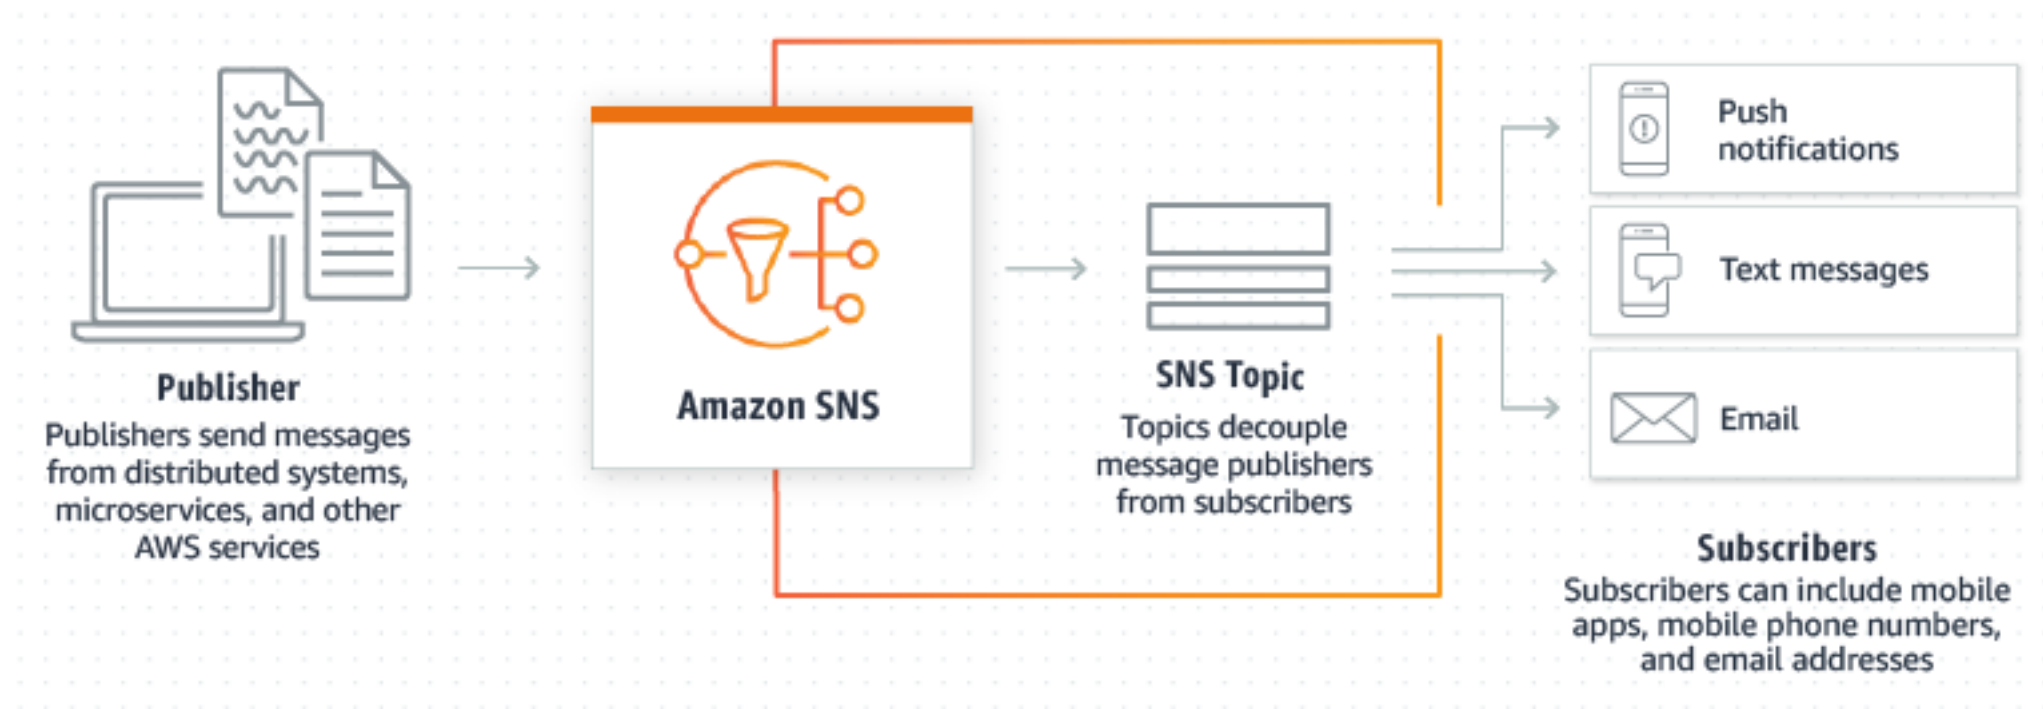 Publisher
Publishers send messages
from distributed systems,
microservices, and other
AWS services
Amazon SNS
SNS Topic
Topics decouple
message publishers
from subscribers
Push
notifications
Text messages
Email
Subscribers
Subscribers can include mobile
apps, mobile phone numbers,
and email addresses